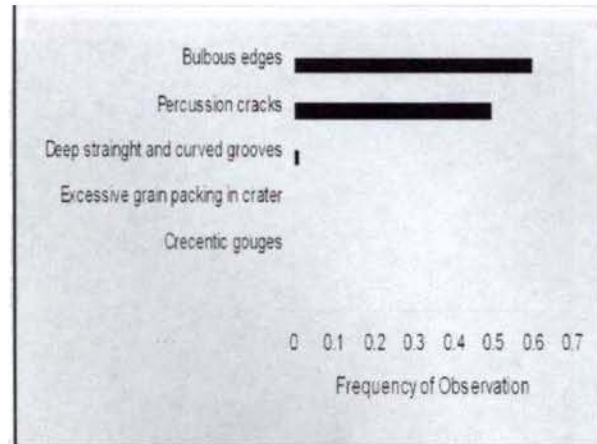 Bulbous edges
Percussion cracks
Deep strainght and curved grooves
Excessive grain packing in crater
Crecentic gouges
0 0.1 0.2 0.3 0.4 0.5 0.6 0.7
Frequency of Observation